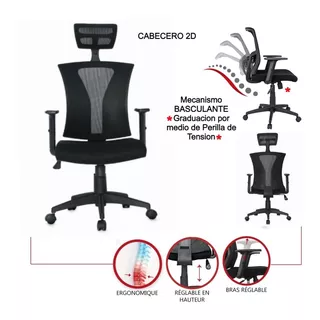 CABECERO 2D
Mecanismo
BASCULANTE
* Graduacion por
medio de Perilla de
* Tension
ERGONOMIQUE
RÉGLABLE EN
HAUTEUR
BRAS RÉGLABLE